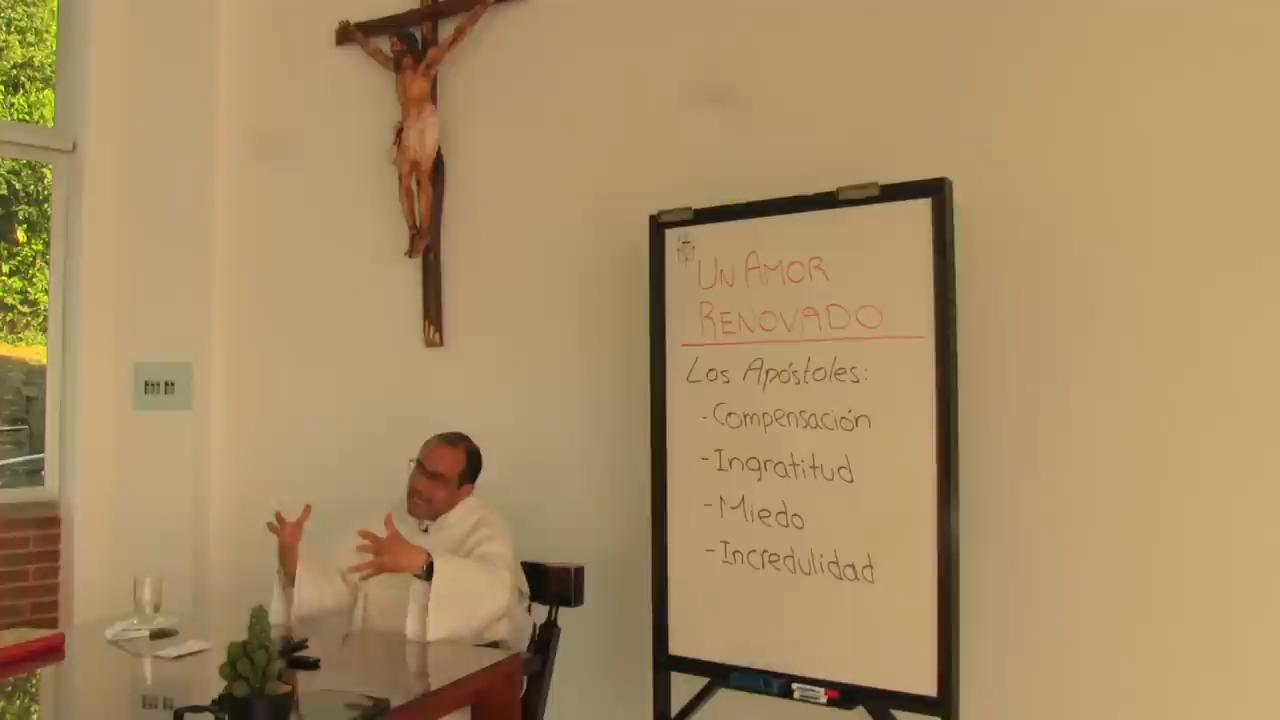 UN AMOR
RENOVADO
Los Apóstoles:
- Compensación
- Ingratitud
- Miedo
- Incredulidad